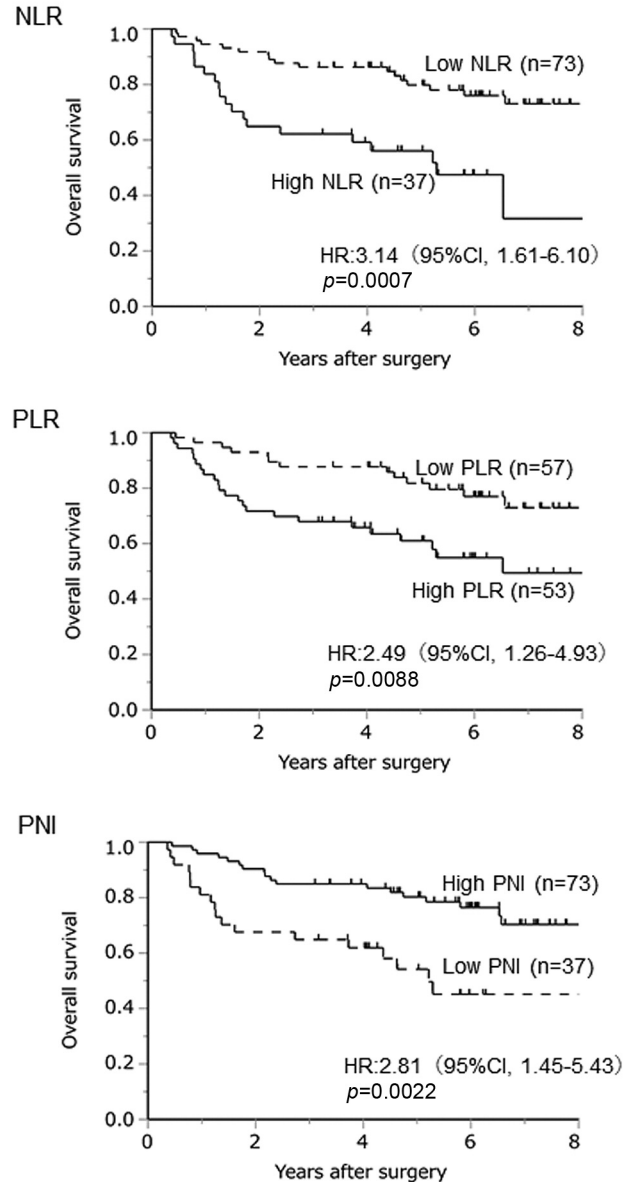 NLR
1.0
0.8
0.6
0.4
0.2
0.0
Overall survival
Low NLR (n=73)
High NLR (n=37)
HR:3.14（95%CI, 1.61-6.10）
p=0.0007
0 2 4 6 8
Years after surgery
PLR
1.0
0.8
0.6
0.4
0.2
0.0
Overall survival
Low PLR (n=57)
High PLR (n=53)
HR:2.49（95%CI, 1.26-4.93）
p=0.0088
0 2 4 6 8
Years after surgery
PNI
1.0
0.8
0.6
0.4
0.2
0.0
Overall survival
High PNI (n=73)
Low PNI (n=37)
HR:2.81（95%CI, 1.45-5.43）
p=0.0022
0 2 4 6 8
Years after surgery